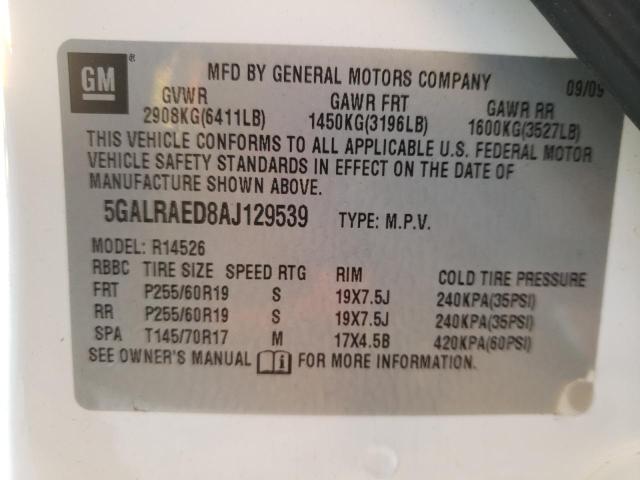 GM ®
MFD BY GENERAL MOTORS COMPANY 09/09
GVWR GAWR FRT GAWR RR
2908KG(6411LB) 1450KG(3196LB) 1600KG(3527LB)
THIS VEHICLE CONFORMS TO ALL APPLICABLE U.S. FEDERAL MOTOR
VEHICLE SAFETY STANDARDS IN EFFECT ON THE DATE OF
MANUFACTURE SHOWN ABOVE.
5GALRAED8AJ129539 TYPE: M.P.V.
MODEL: R14526
RBBC TIRE SIZE SPEED RTG RIM COLD TIRE PRESSURE
FRT P255/60R19 S 19X7.5J 240KPA(35PSI)
RR P255/60R19 S 19X7.5J 240KPA(35PSI)
SPA T145/70R17 M 17X4.5B 420KPA(60PSI)
SEE OWNER'S MANUAL i FOR MORE INFORMATION.